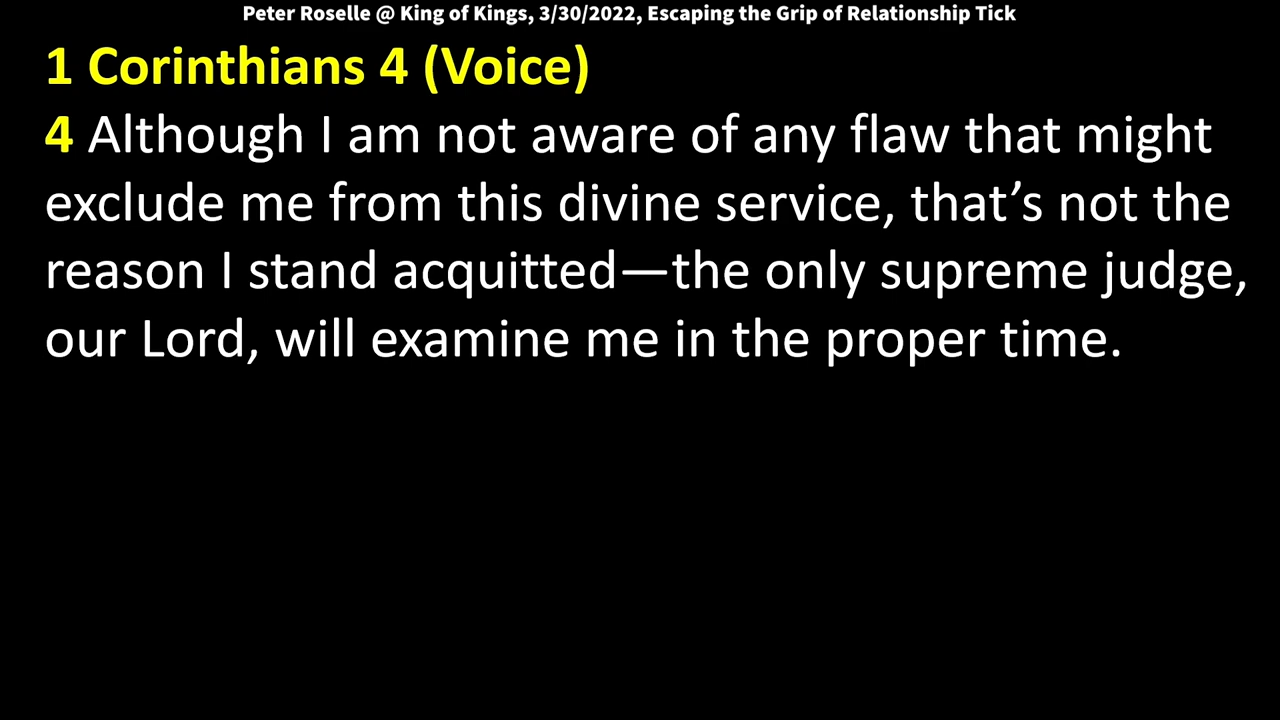 Peter Roselle @ King of Kings, 3/30/2022, Escaping the Grip of Relationship Tick
1 Corinthians 4 (Voice)
4 Although I am not aware of any flaw that might
exclude me from this divine service, that’s not the
reason I stand acquitted—the only supreme judge,
our Lord, will examine me in the proper time.